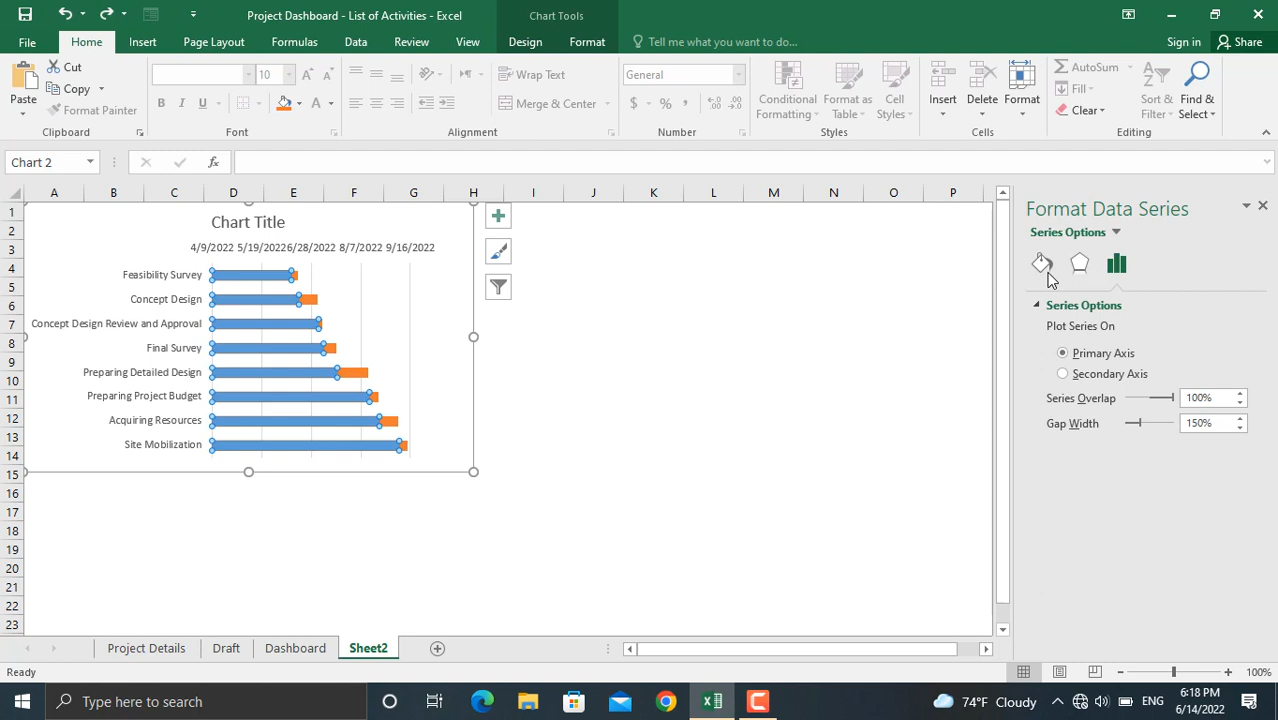 Project Dashboard - List of Activities - Excel
Chart Tools
File
Home
Insert
Page Layout
Formulas
Data
Review
View
Design
Format
Tell me what you want to do...
Sign in
Share
Paste
Cut
Copy
Format Painter
Clipboard
10
A A
B I U
A
Font
Wrap Text
Merge & Center
Alignment
General
$ % ,
Number
Conditional Formatting
Format as Table
Cell Styles
Styles
Insert
Delete
Format
Cells
AutoSum
Fill
Clear
Sort & Filter
Find & Select
Editing
Chart 2
fx
A B C D E F G H I J K L M N O P
1
2
3
4
5
6
7
8
9
10
11
12
13
14
15
16
17
18
19
20
21
22
23
Chart Title
4/9/2022 5/19/2022 6/28/2022 8/7/2022 9/16/2022
Feasibility Survey
Concept Design
Concept Design Review and Approval
Final Survey
Preparing Detailed Design
Preparing Project Budget
Acquiring Resources
Site Mobilization
Format Data Series
Series Options
Series Options
Plot Series On
Primary Axis
Secondary Axis
Series Overlap 100%
Gap Width 150%
Project Details
Draft
Dashboard
Sheet2
Ready
100%
Type here to search
74°F Cloudy
ENG
6:18 PM
6/14/2022